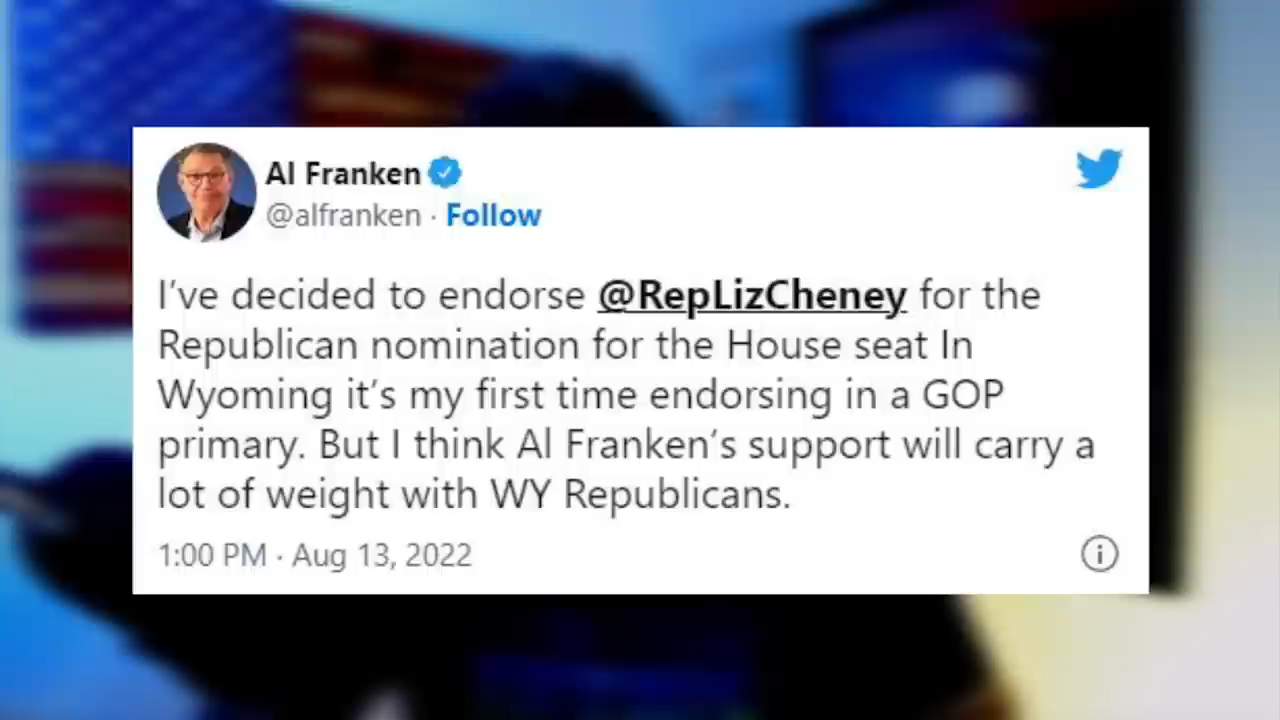 Al Franken
@alfranken · Follow
I’ve decided to endorse @RepLizCheney for the
Republican nomination for the House seat In
Wyoming it’s my first time endorsing in a GOP
primary. But I think Al Franken’s support will carry a
lot of weight with WY Republicans.
1:00 PM · Aug 13, 2022